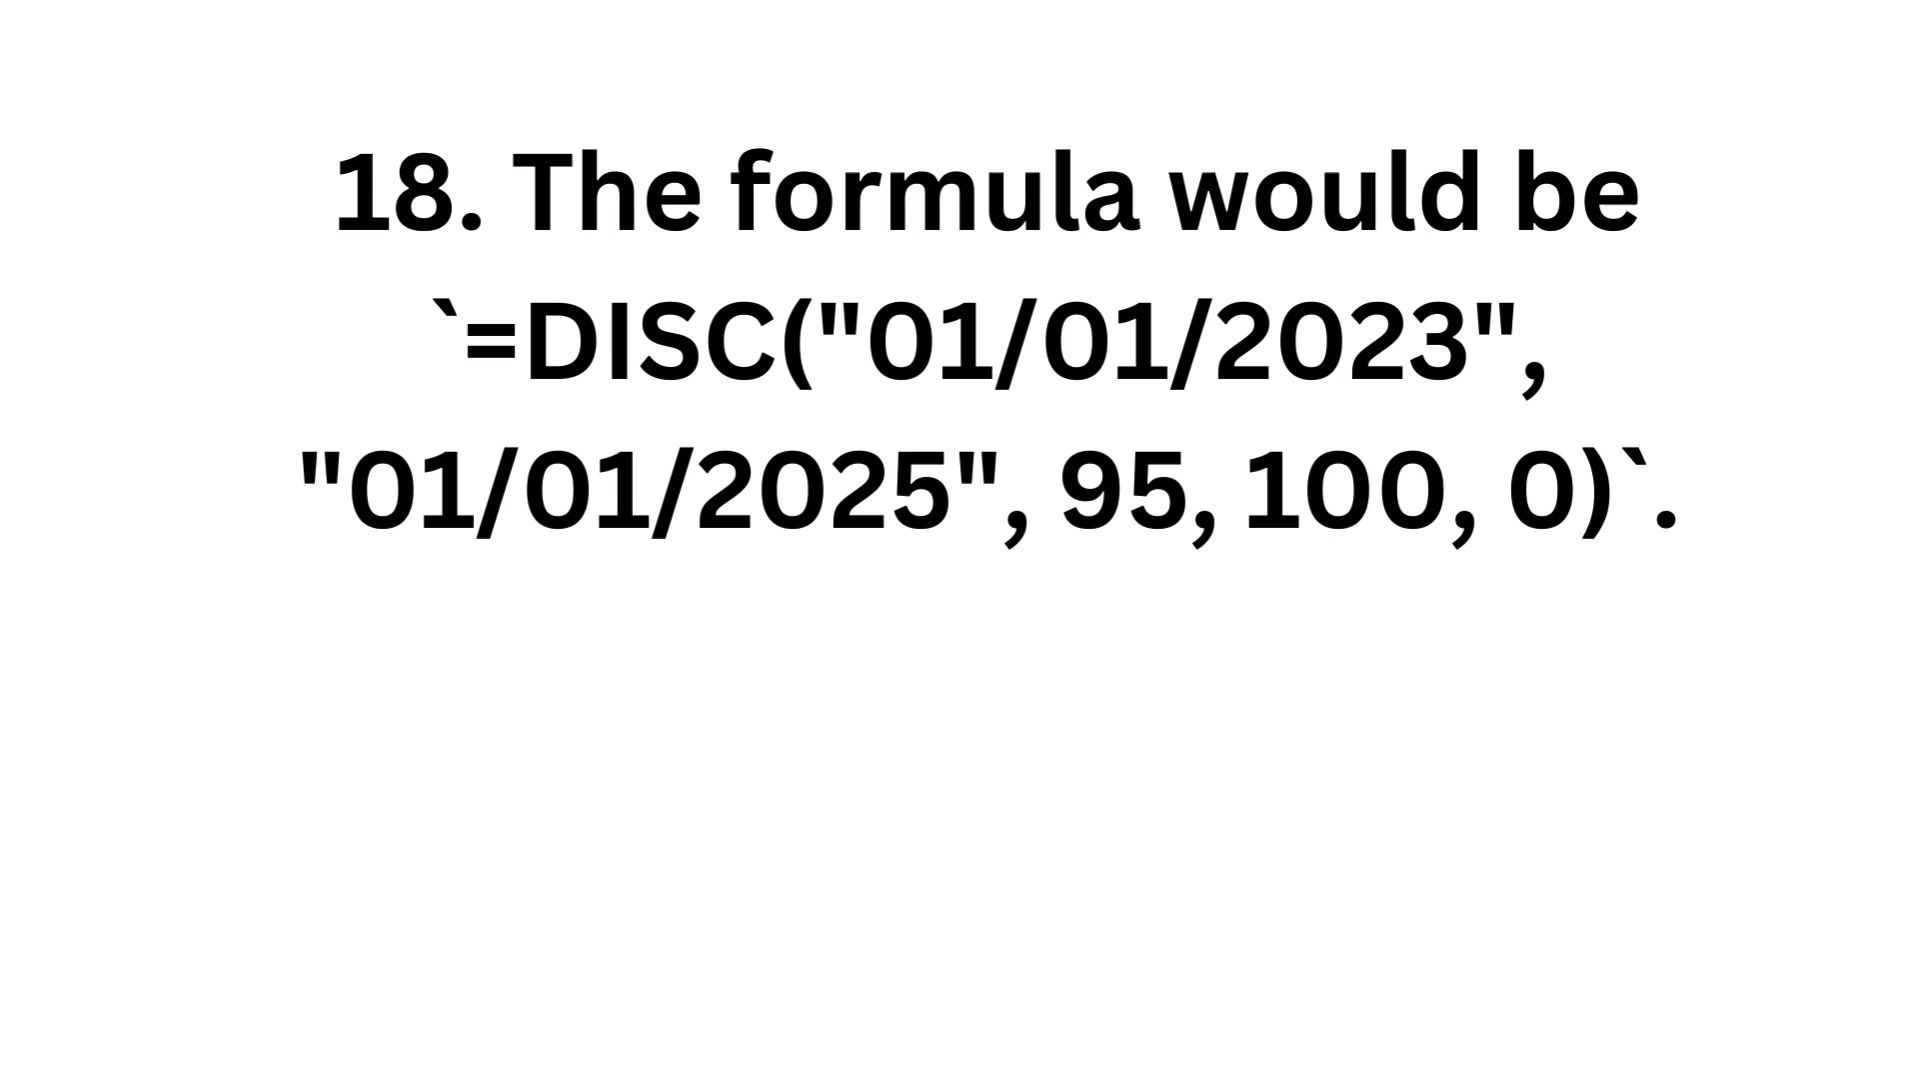 18. The formula would be
`=DISC("01/01/2023",
"01/01/2025", 95, 100, 0)`.